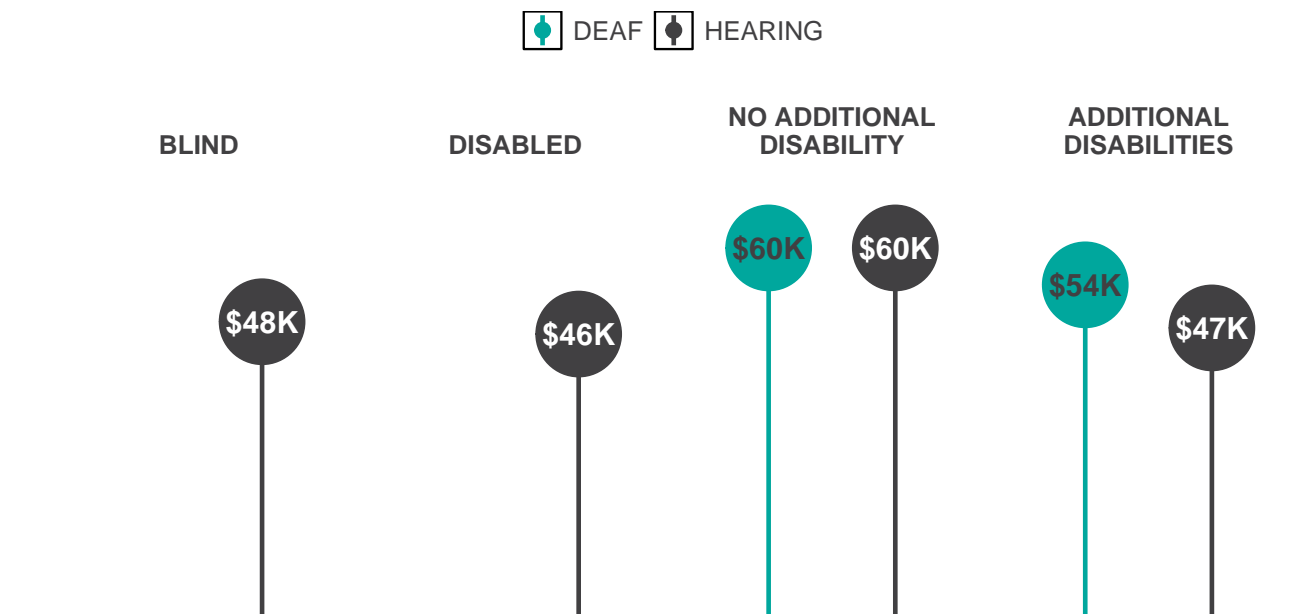 DEAF HEARING
BLIND
DISABLED
NO ADDITIONAL
DISABILITY
ADDITIONAL
DISABILITIES
$48K
$46K
$60K
$60K
$54K
$47K